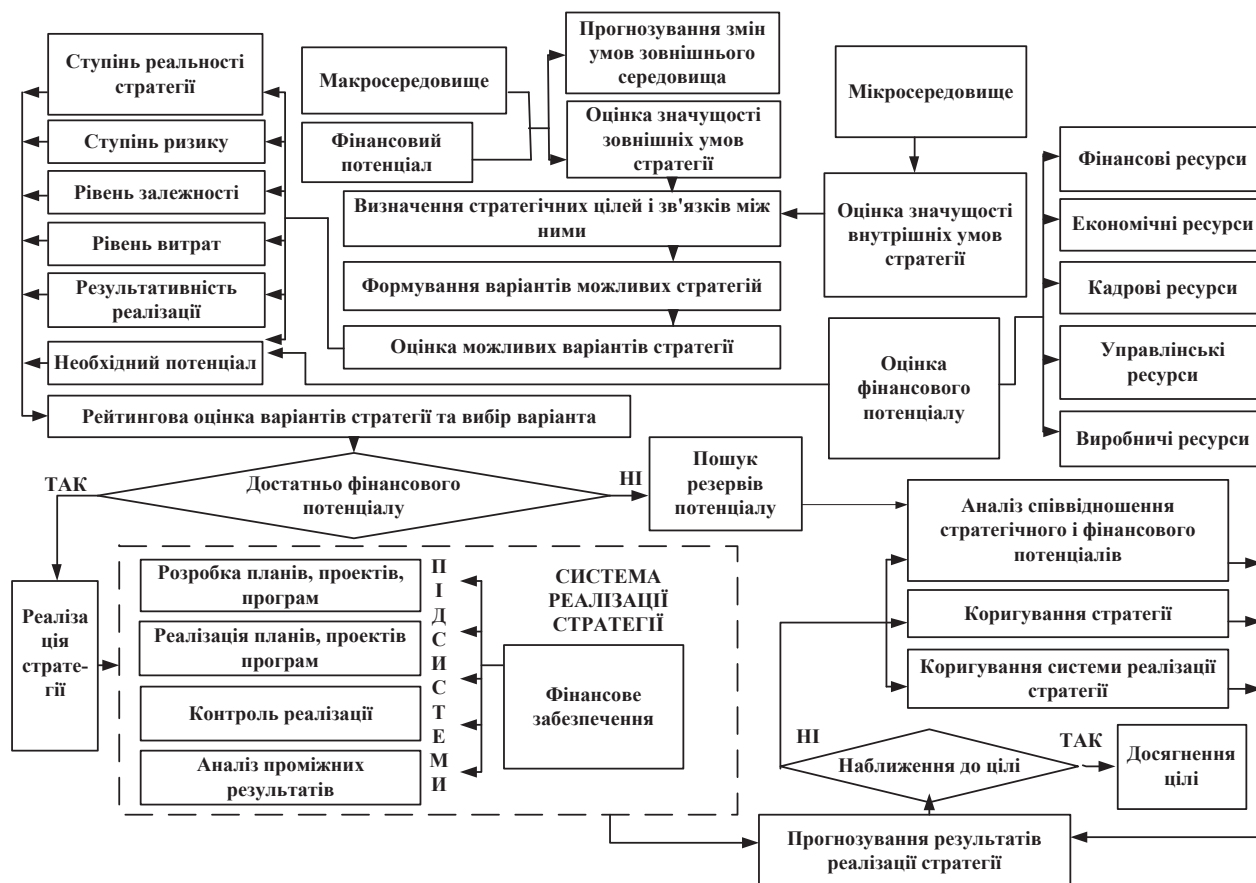 Ступінь реальності
стратегії
Ступінь ризику
Рівень залежності
Рівень витрат
Результативність
реалізації
Необхідний потенціал
Макросередовище
Фінансовий
потенціал
Прогнозування змін
умов зовнішнього
середовища
Оцінка значущості
зовнішніх умов
стратегії
Мікросередовище
Оцінка значущості
внутрішніх умов
стратегії
Визначення стратегічних цілей і зв'язків між
ними
Формування варіантів можливих стратегій
Оцінка можливих варіантів стратегії
Оцінка
фінансового
потенціалу
Фінансові ресурси
Економічні ресурси
Кадрові ресурси
Управлінські
ресурси
Виробничі ресурси
Рейтингова оцінка варіантів стратегії та вибір варіанта
ТАК
Достатньо фінансового
потенціалу
НІ
Пошук
резервів
потенціалу
Аналіз співвідношення
стратегічного і фінансового
потенціалів
Коригування стратегії
Коригування системи реалізації
стратегії
Реаліза
ція
страте-
гії
Розробка планів, проектів,
програм
Реалізація планів, проектів
програм
Контроль реалізації
Аналіз проміжних
результатів
П
І
Д
С
И
С
Т
Е
М
И
СИСТЕМА
РЕАЛІЗАЦІЇ
СТРАТЕГІЇ
Фінансове
забезпечення
НІ
Наближення до цілі
ТАК
Досягнення
цілі
Прогнозування результатів
реалізації стратегії